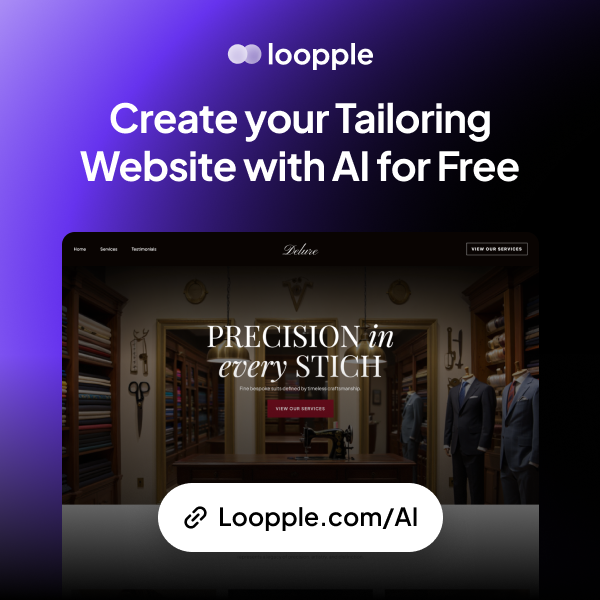 loopple
Create your Tailoring
Website with AI for Free
Home Services Testimonials Delure VIEW OUR SERVICES
PRECISION in
every STICH
Fine bespoke suits defined by timeless craftsmanship.
VIEW OUR SERVICES
Loopple.com/AI